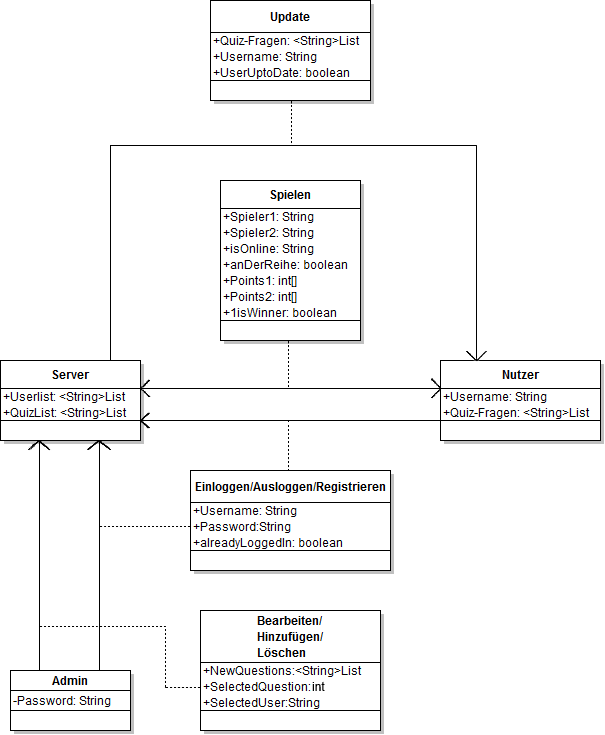 Update
+Quiz-Fragen: <String>List
+Username: String
+UserUptoDate: boolean
Spielen
+Spieler1: String
+Spieler2: String
+isOnline: String
+anDerReihe: boolean
+Points1: int[]
+Points2: int[]
+1isWinner: boolean
Server
+Userlist: <String>List
+QuizList: <String>List
Nutzer
+Username: String
+Quiz-Fragen: <String>List
Einloggen/Ausloggen/Registrieren
+Username: String
+Password:String
+alreadyLoggedIn: boolean
Bearbeiten/
Hinzufügen/
Löschen
+NewQuestions:<String>List
+SelectedQuestion:int
+SelectedUser:String
Admin
-Password: String